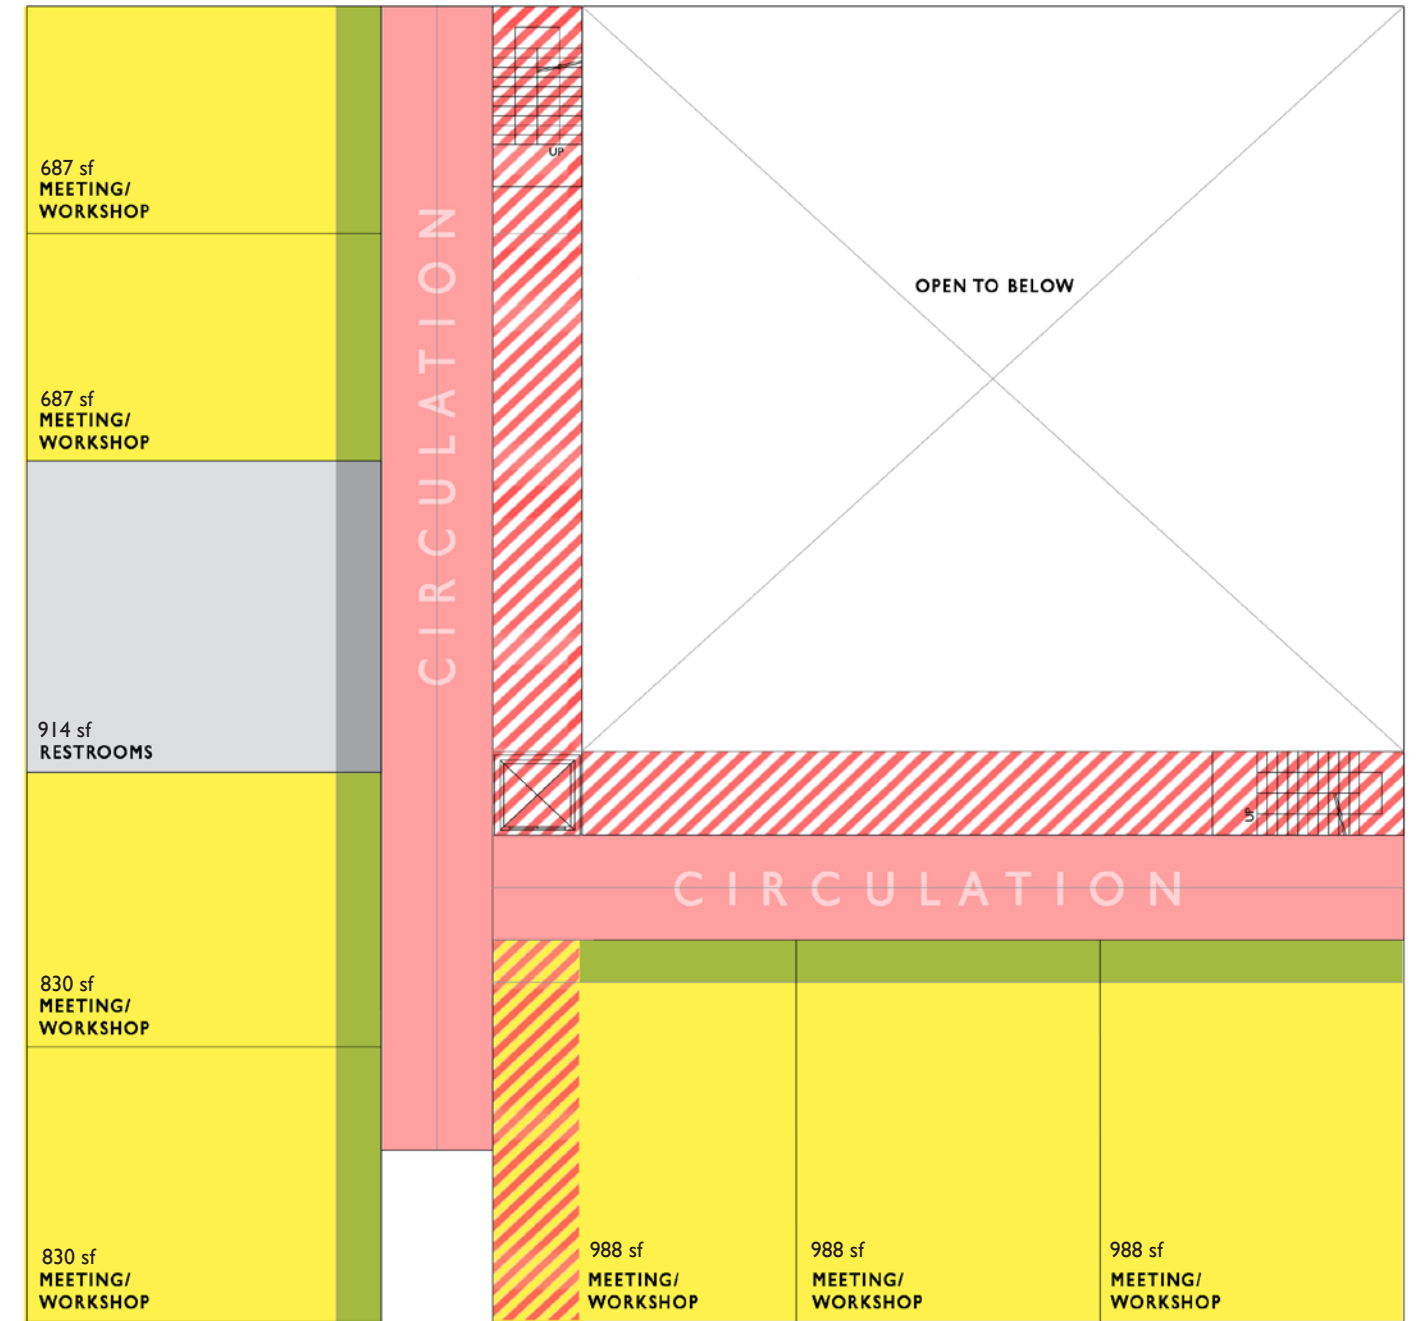 UP
687 sf
MEETING/
WORKSHOP
CIRCULATION
OPEN TO BELOW
687 sf
MEETING/
WORKSHOP
914 sf
RESTROOMS
UP
CIRCULATION
830 sf
MEETING/
WORKSHOP
830 sf
MEETING/
WORKSHOP
988 sf
MEETING/
WORKSHOP
988 sf
MEETING/
WORKSHOP
988 sf
MEETING/
WORKSHOP